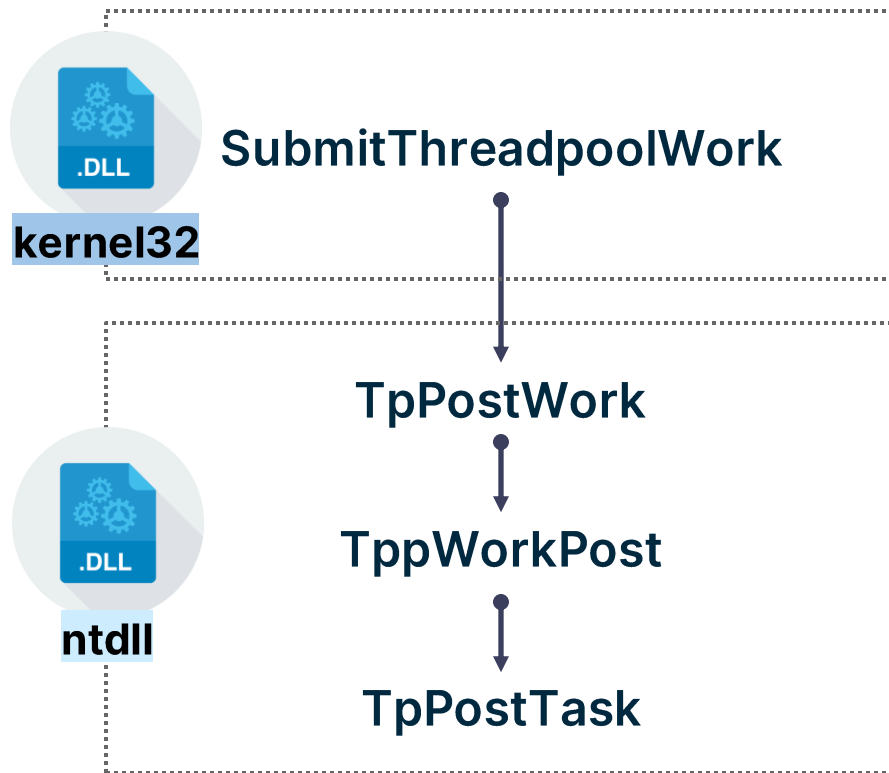 SubmitThreadpoolWork
.DLL
kernel32
TpPostWork
TppWorkPost
.DLL
ntdll
TpPostTask